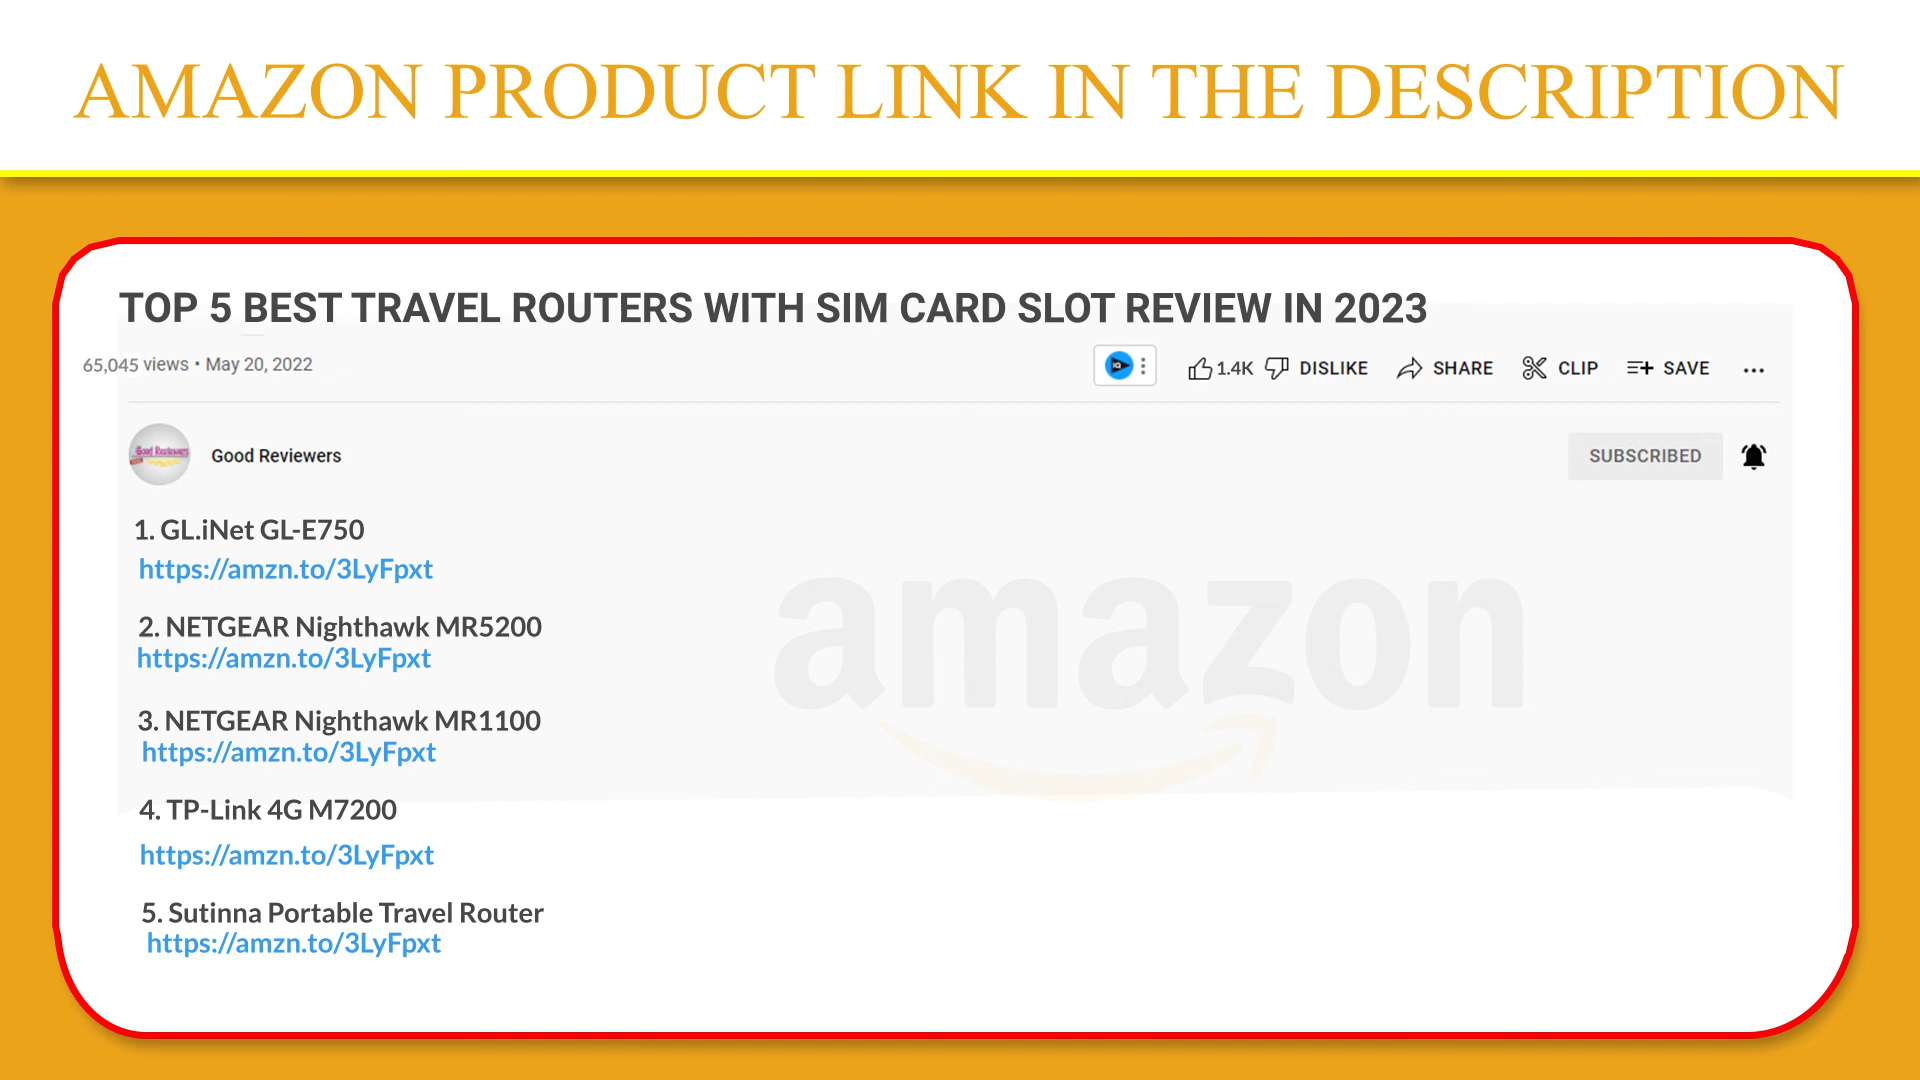 AMAZON PRODUCT LINK IN THE DESCRIPTION
TOP 5 BEST TRAVEL ROUTERS WITH SIM CARD SLOT REVIEW IN 2023
65,045 views • May 20, 2022
1.4K DISLIKE SHARE CLIP SAVE ...
Good Reviewers
Good Reviewers
SUBSCRIBED
1. GL.iNet GL-E750
https://amzn.to/3LyFpxt
2. NETGEAR Nighthawk MR5200
https://amzn.to/3LyFpxt
3. NETGEAR Nighthawk MR1100
https://amzn.to/3LyFpxt
4. TP-Link 4G M7200
https://amzn.to/3LyFpxt
5. Sutinna Portable Travel Router
https://amzn.to/3LyFpxt
amazon